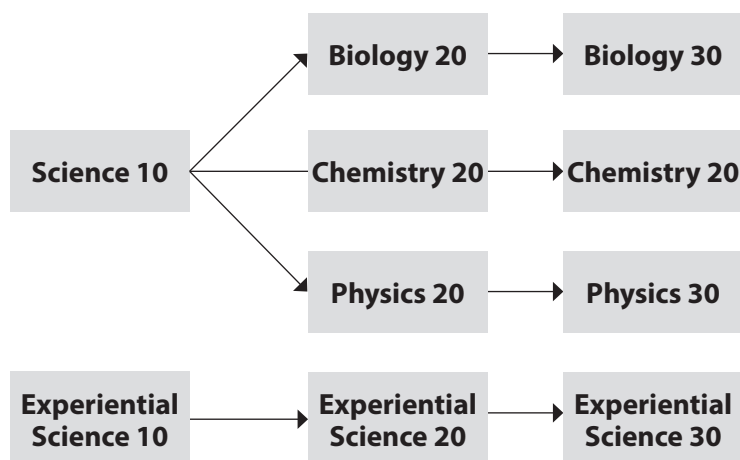 Biology 20
Biology 30
Science 10
Chemistry 20
Chemistry 20
Physics 20
Physics 30
Experiential
Science 10
Experiential
Science 20
Experiential
Science 30